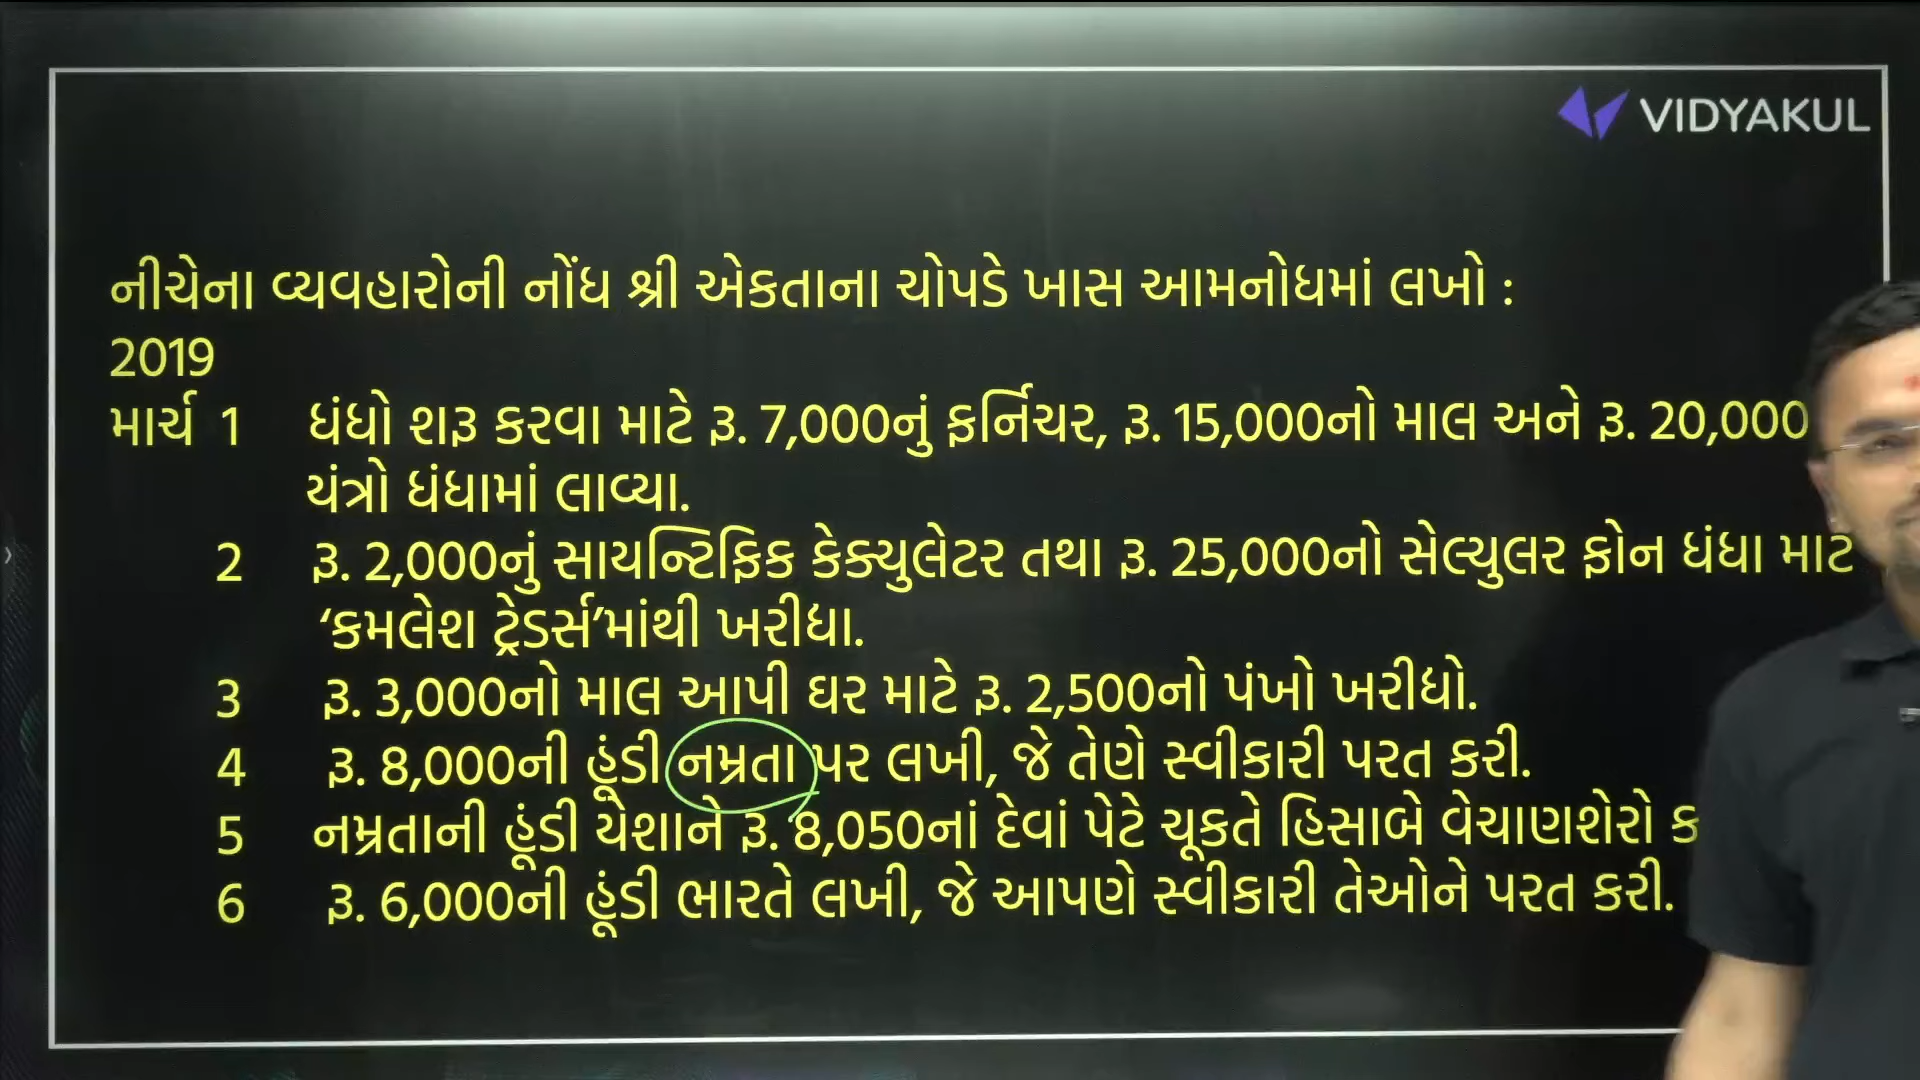 VIDYAKUL
નીચેના વ્યવહારોની નોંધ શ્રી એકતાના ચોપડે ખાસ આમનોધમાં લખો :
2019
માર્ચ 1 ધંધો શરૂ કરવા માટે રૂ. 7,000નું ફર્નિચર, રૂ. 15,000નો માલ અને રૂ. 20,000
યંત્રો ધંધામાં લાવ્યા.
2 રૂ. 2,000નું સાયન્ટિફિક કેક્યુલેટર તથા રૂ. 25,000નો સેલ્યુલર ફોન ધંધા માટે
‘કમલેશ ટ્રેડર્સ’માંથી ખરીદ્યા.
3 રૂ. 3,000નો માલ આપી ઘર માટે રૂ. 2,500નો પંખો ખરીદ્યો.
4 રૂ. 8,000ની હૂંડી નમ્રતા પર લખી, જે તેણે સ્વીકારી પરત કરી.
5 નમ્રતાની હૂંડી યેશાને રૂ. 8,050નાં દેવાં પેટે ચૂકતે હિસાબે વેચાણશેરો ક
6 રૂ. 6,000ની હૂંડી ભારતે લખી, જે આપણે સ્વીકારી તેઓને પરત કરી.